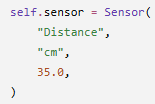 self.sensor = Sensor(
    "Distance",
    "cm",
    35.0,
)